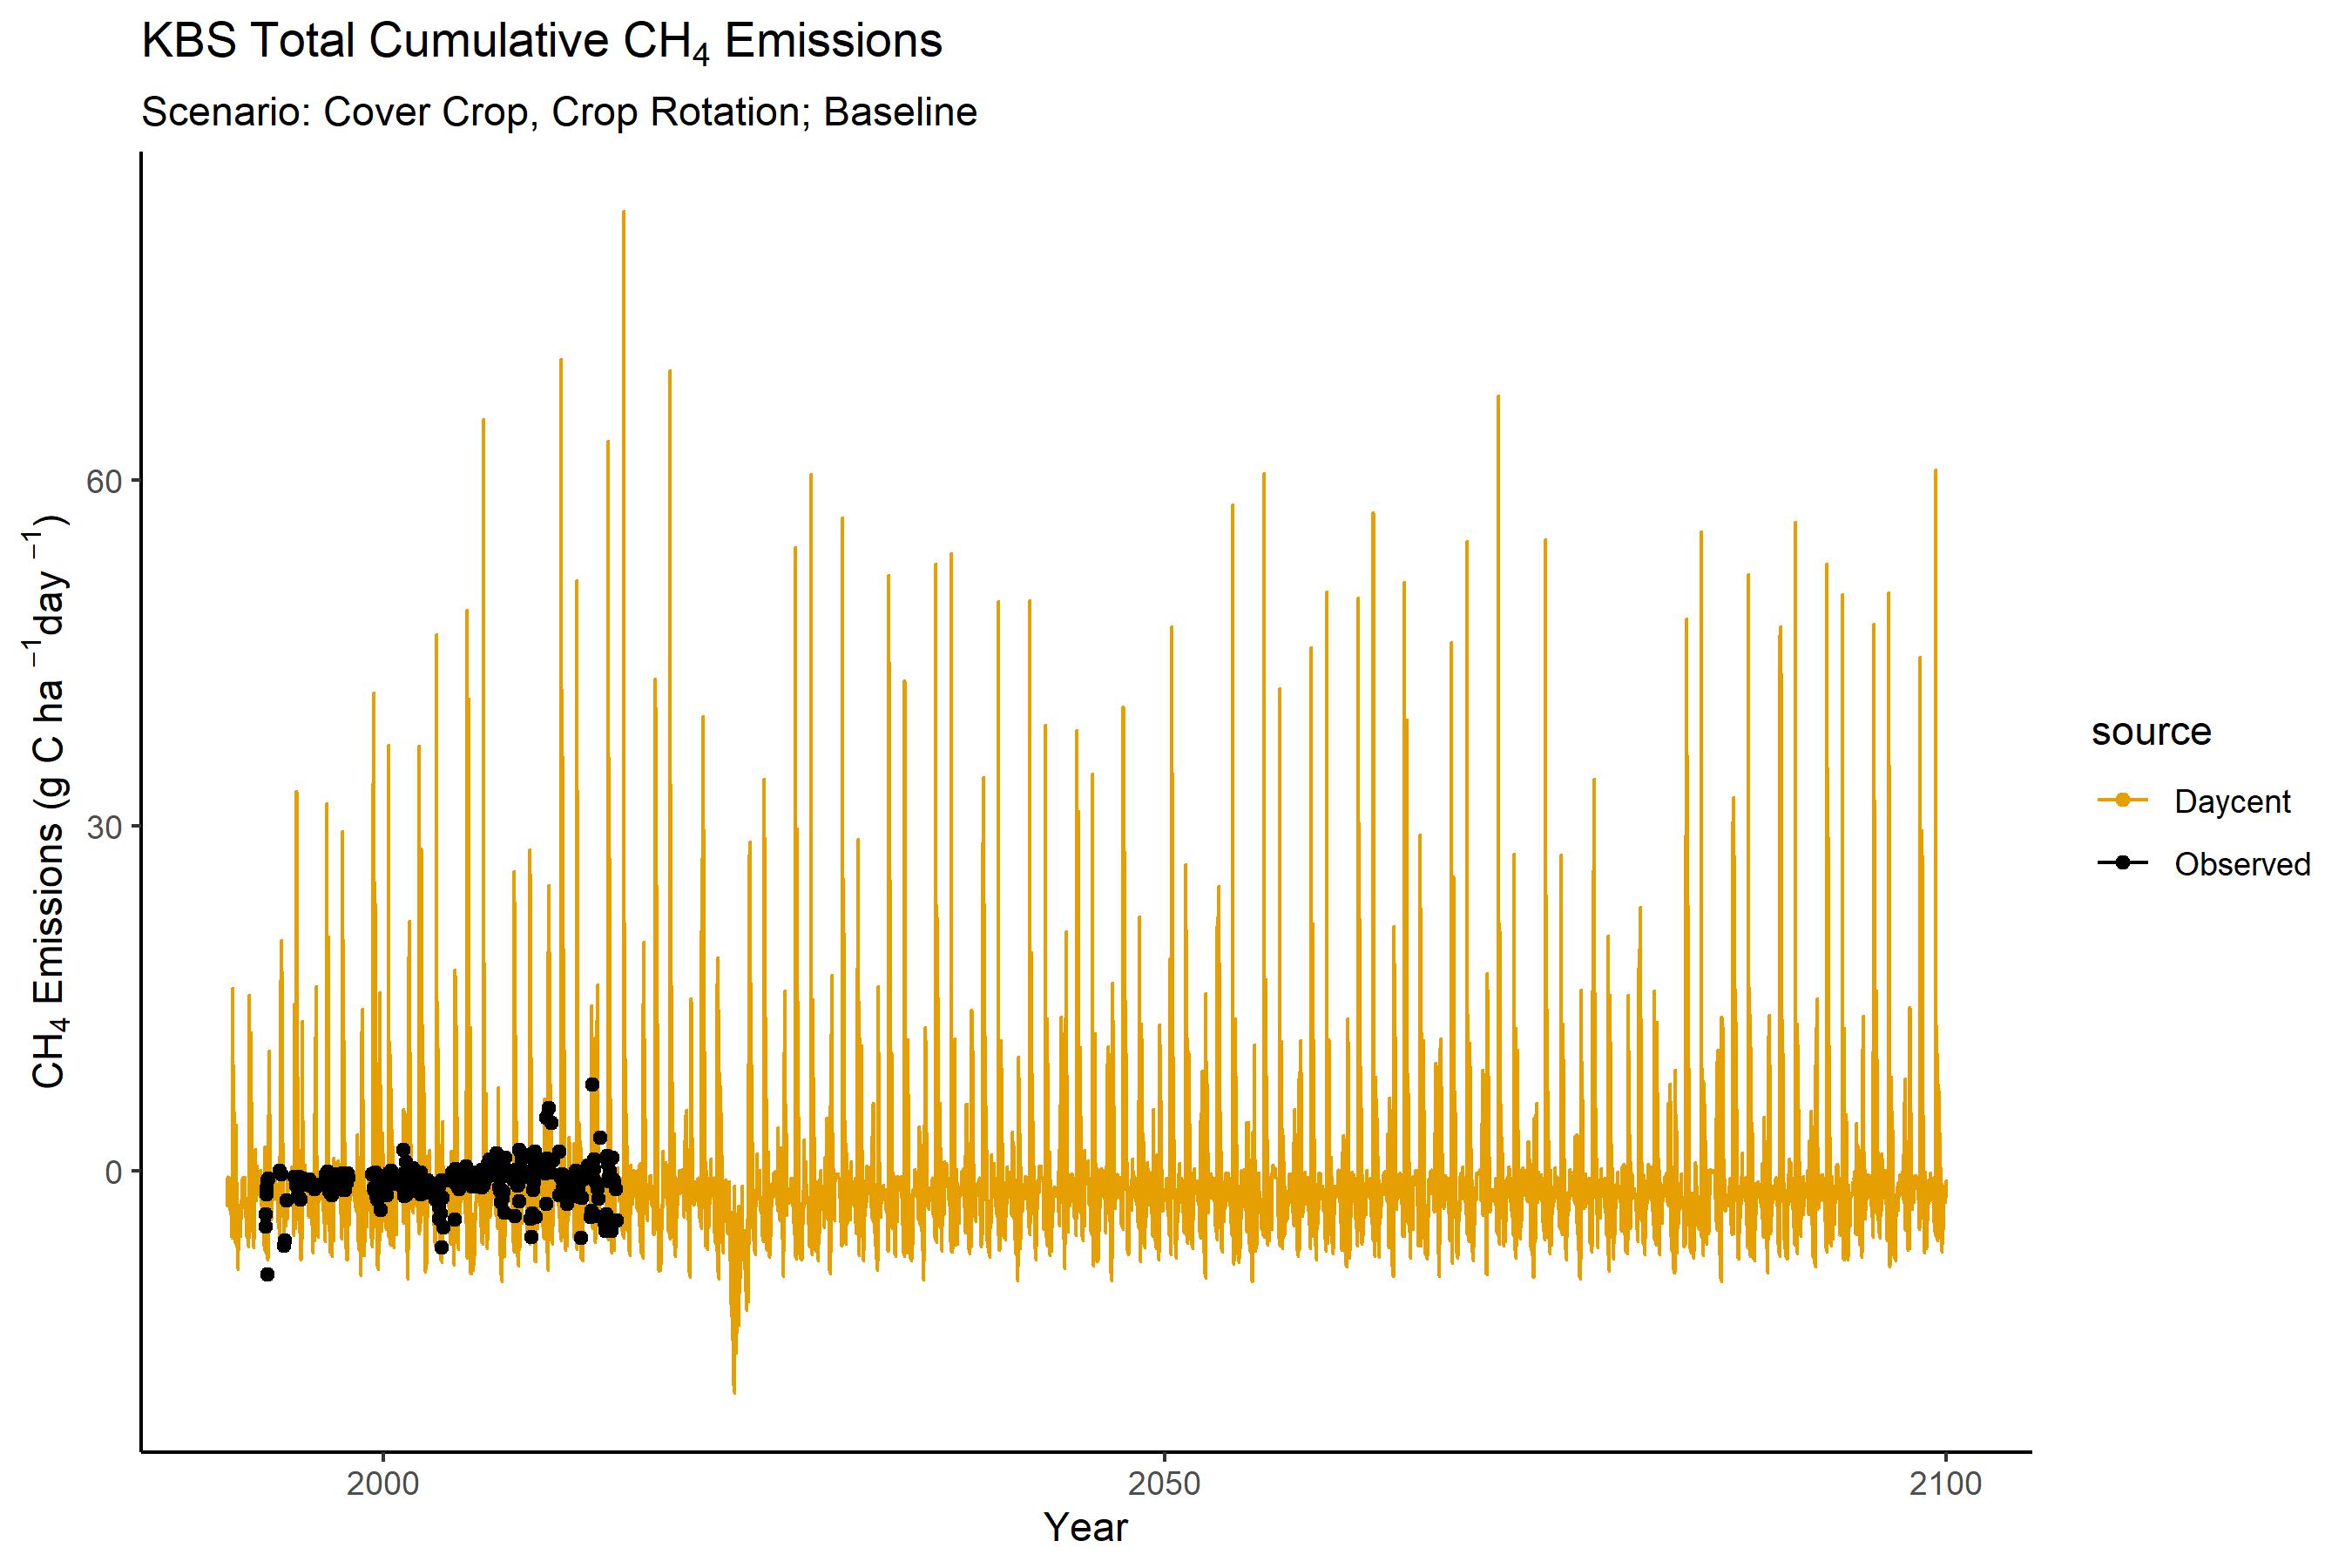 KBS Total Cumulative CH₄ Emissions
Scenario: Cover Crop, Crop Rotation; Baseline
CH₄ Emissions (g C ha ⁻¹day ⁻¹)
60
30
0
2000
2050
2100
Year
source
Daycent
Observed